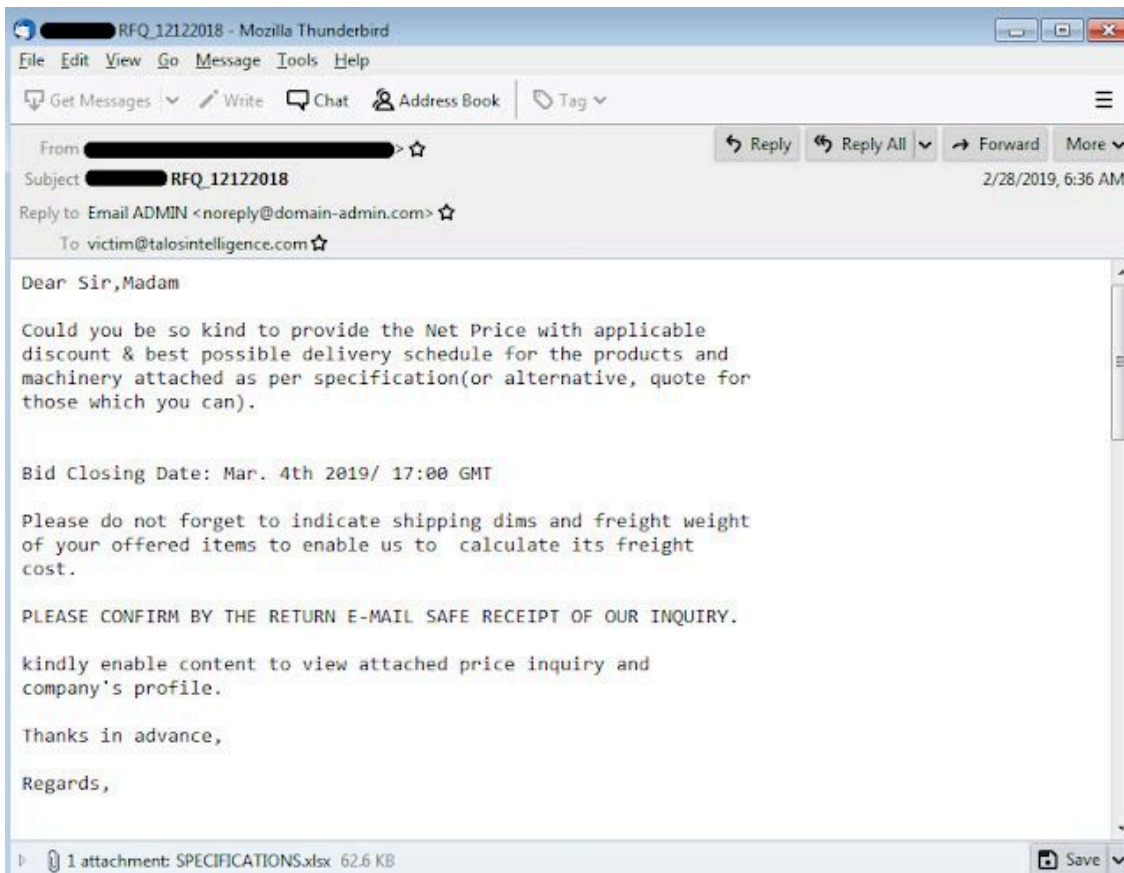 RFQ_12122018 - Mozilla Thunderbird
File Edit View Go Message Tools Help
Get Messages Write Chat Address Book Tag
From > Reply Reply All Forward More
Subject RFQ_12122018 2/28/2019, 6:36 AM
Reply to Email ADMIN <noreply@domain-admin.com>
To victim@talosintelligence.com
Dear Sir,Madam
Could you be so kind to provide the Net Price with applicable
discount & best possible delivery schedule for the products and
machinery attached as per specification(or alternative, quote for
those which you can).
Bid Closing Date: Mar. 4th 2019/ 17:00 GMT
Please do not forget to indicate shipping dims and freight weight
of your offered items to enable us to  calculate its freight
cost.
PLEASE CONFIRM BY THE RETURN E-MAIL SAFE RECEIPT OF OUR INQUIRY.
kindly enable content to view attached price inquiry and
company's profile.
Thanks in advance,
Regards,
1 attachment: SPECIFICATIONS.xlsx 62.6 KB Save